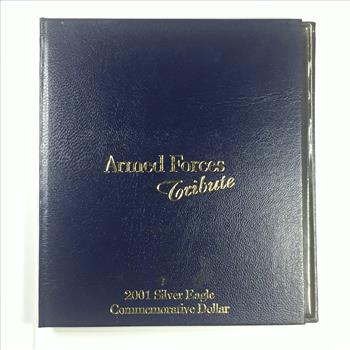 Armed Forces
Tribute
2001 Silver Eagle
Commemorative Dollar